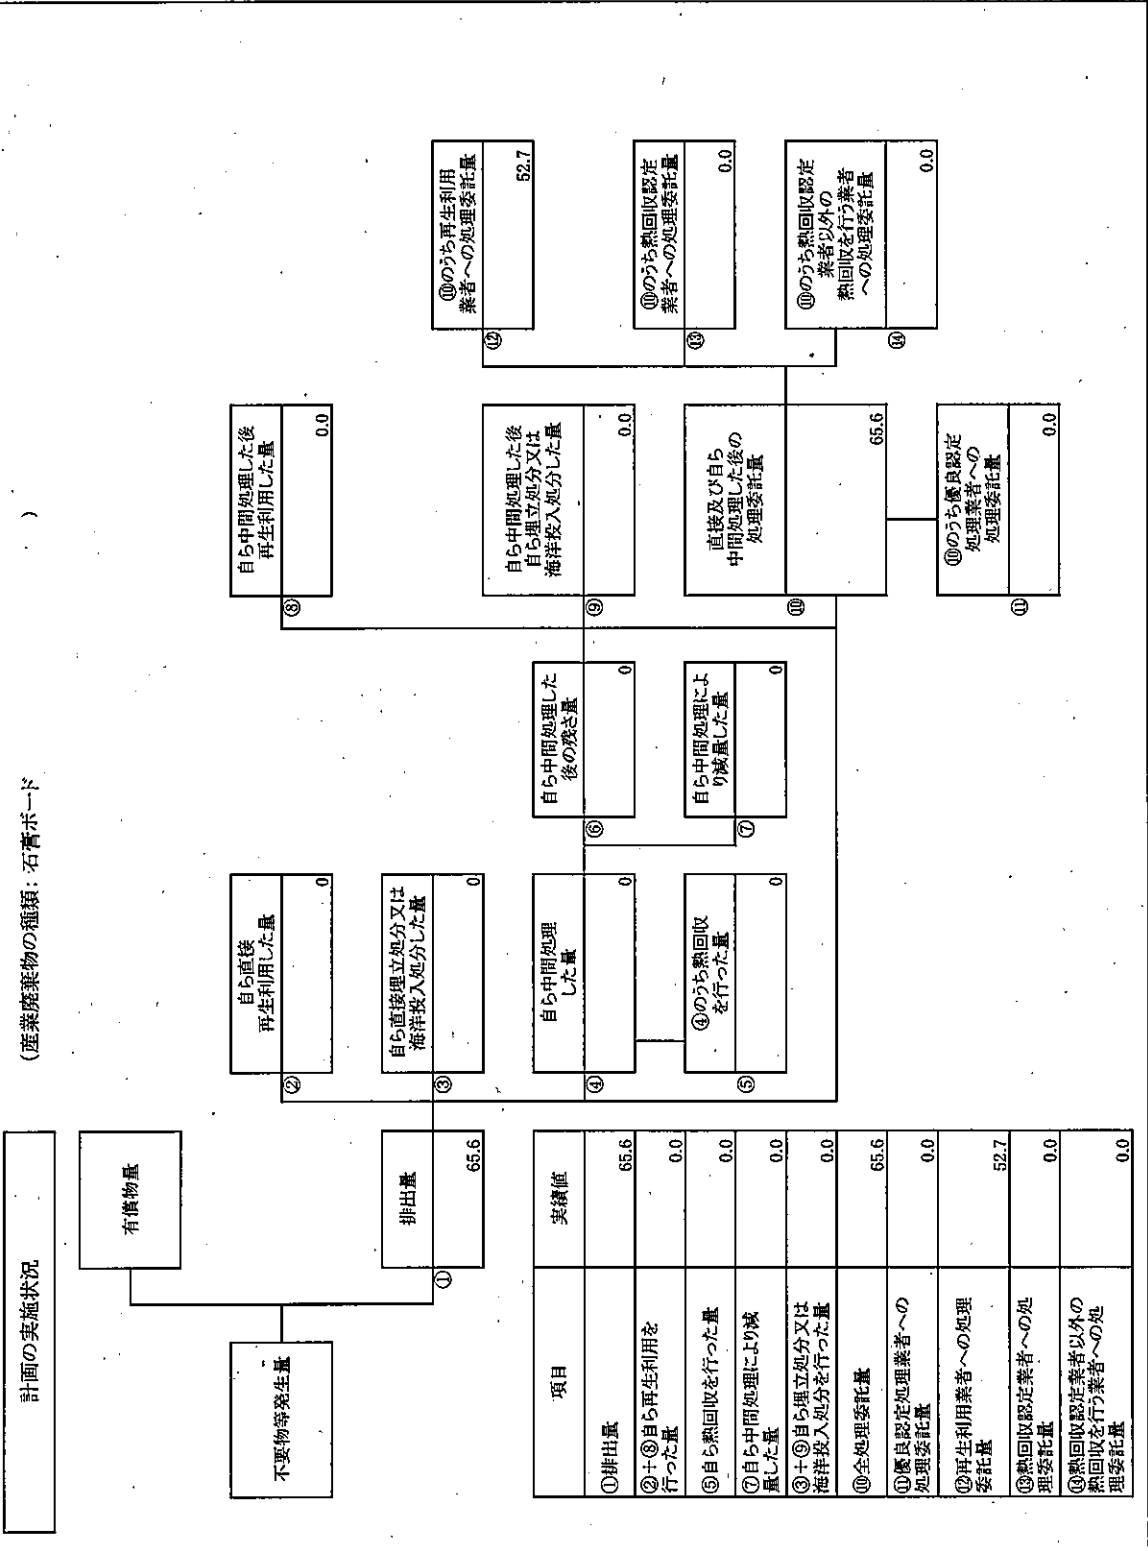 計画の実施状況
(産業廃棄物の種類: 石膏ボード
)
不要物等発生量
有償物量
排出量
①
65.6
自ら直接
再生利用した量
②
0
自ら直接埋立処分又は
海洋投入処分した量
③
0
自ら中間処理
した量
④
0
④のうち熱回収
を行った量
⑤
0
自ら中間処理した
後の残さ量
⑥
0
自ら中間処理によ
り減量した量
⑦
0
自ら中間処理した後
再生利用した量
⑧
0.0
自ら中間処理した後
自ら埋立処分又は
海洋投入処分した量
⑨
0.0
直接及び自ら
中間処理した後の
処理委託量
⑩
65.6
⑩のうち優良認定
処理業者への
処理委託量
⑪
0.0
⑩のうち再生利用
業者への処理委託量
⑫
52.7
⑩のうち熱回収認定
業者への処理委託量
⑬
0.0
⑩のうち熱回収認定
業者以外の
熱回収を行う業者
への処理委託量
⑭
0.0
項目 実績値
①排出量 65.6
②+⑧自ら再生利用を
行った量 0.0
⑤自ら熱回収を行った量 0.0
⑦自ら中間処理により減
量した量 0.0
③+⑨自ら埋立処分又は
海洋投入処分を行った量 0.0
⑩全処理委託量 65.6
⑪優良認定処理業者への
処理委託量 0.0
⑫再生利用業者への処理
委託量 52.7
⑬熱回収認定業者への処
理委託量 0.0
⑭熱回収認定業者以外の
熱回収を行う業者への処
理委託量 0.0